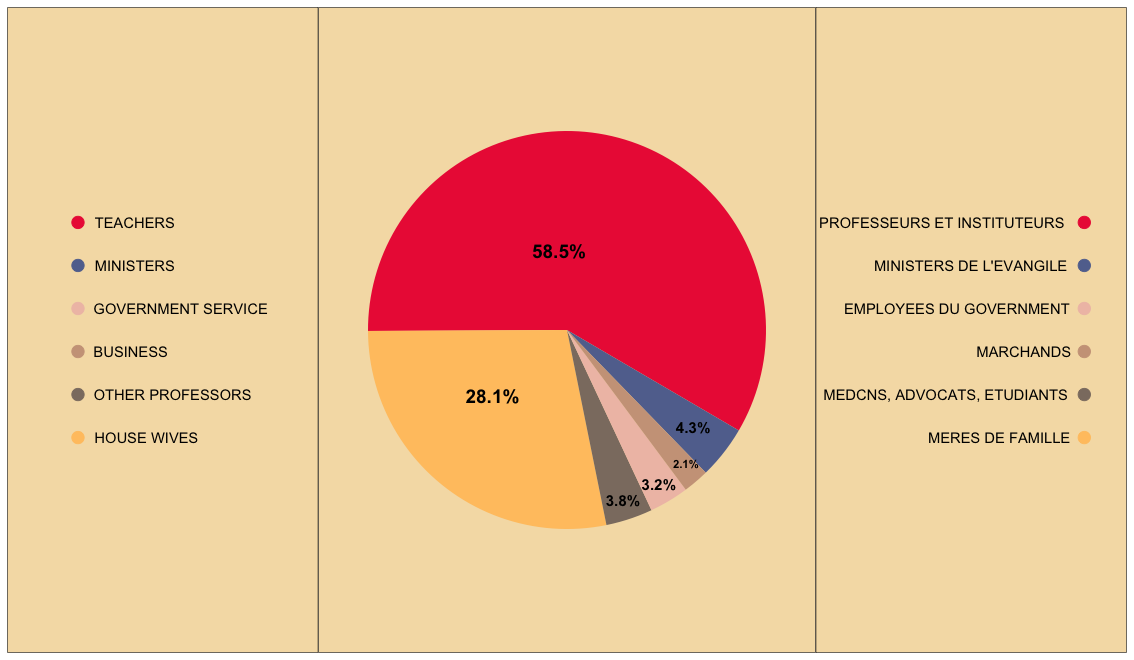 TEACHERS
MINISTERS
GOVERNMENT SERVICE
BUSINESS
OTHER PROFESSORS
HOUSE WIVES
58.5%
28.1%
4.3%
2.1%
3.2%
3.8%
PROFESSEURS ET INSTITUTEURS
MINISTERS DE L'EVANGILE
EMPLOYEES DU GOVERNMENT
MARCHANDS
MEDCNS, ADVOCATS, ETUDIANTS
MERES DE FAMILLE